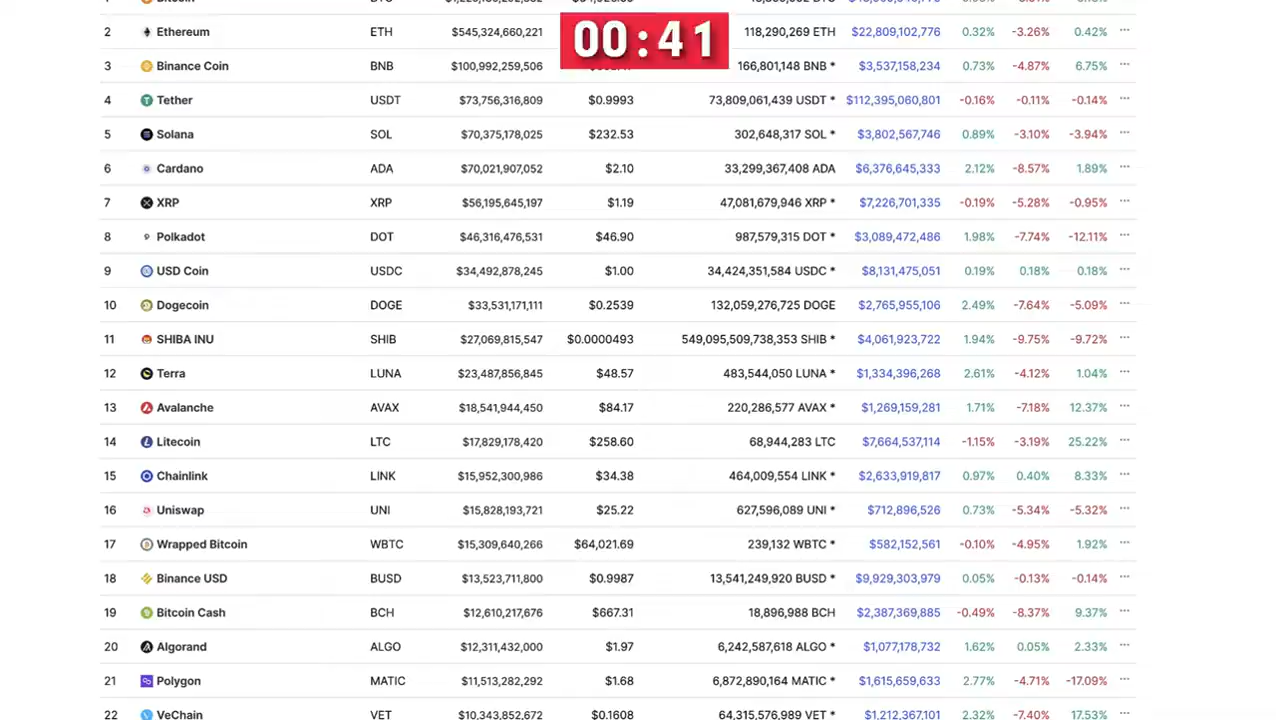 2 Ethereum ETH $545,324,660,221 118,290,269 ETH $22,809,102,776 0.32% -3.26% 0.42% ...
00:41
3 Binance Coin BNB $100,992,259,506 166,801,148 BNB * $3,537,158,234 0.73% -4.87% 6.75% ...
4 Tether USDT $73,756,316,809 $0.9993 73,809,061,439 USDT * $112,395,060,801 -0.16% -0.11% -0.14% ...
5 Solana SOL $70,375,178,025 $232.53 302,648,317 SOL * $3,802,567,746 0.89% -3.10% -3.94% ...
6 Cardano ADA $70,021,907,052 $2.10 33,299,367,408 ADA $6,376,645,333 2.12% -8.57% 1.89% ...
7 XRP XRP $56,195,645,197 $1.19 47,081,679,946 XRP * $7,226,701,335 -0.19% -5.28% -0.95% ...
8 Polkadot DOT $46,316,476,531 $46.90 987,579,315 DOT * $3,089,472,486 1.98% -7.74% -12.11% ...
9 USD Coin USDC $34,492,878,245 $1.00 34,424,351,584 USDC * $8,131,475,051 0.19% 0.18% 0.18% ...
10 Dogecoin DOGE $33,531,171,111 $0.2539 132,059,276,725 DOGE $2,765,955,106 2.49% -7.64% -5.09% ...
11 SHIBA INU SHIB $27,069,815,547 $0.0000493 549,095,509,738,353 SHIB * $4,061,923,722 1.94% -9.75% -9.72% ...
12 Terra LUNA $23,487,856,845 $48.57 483,544,050 LUNA * $1,334,396,268 2.61% -4.12% 1.04% ...
13 Avalanche AVAX $18,541,944,450 $84.17 220,286,577 AVAX * $1,269,159,281 1.71% -7.18% 12.37% ...
14 Litecoin LTC $17,829,178,420 $258.60 68,944,283 LTC $7,664,537,114 -1.15% -3.19% 25.22% ...
15 Chainlink LINK $15,952,300,986 $34.38 464,009,554 LINK * $2,633,919,817 0.97% 0.40% 8.33% ...
16 Uniswap UNI $15,828,193,721 $25.22 627,596,089 UNI * $712,896,526 0.73% -5.34% -5.32% ...
17 Wrapped Bitcoin WBTC $15,309,640,266 $64,021.69 239,132 WBTC * $582,152,561 -0.10% -4.95% 1.92% ...
18 Binance USD BUSD $13,523,711,800 $0.9987 13,541,249,920 BUSD * $9,929,303,979 0.05% -0.13% -0.14% ...
19 Bitcoin Cash BCH $12,610,217,676 $667.31 18,896,988 BCH $2,387,369,885 -0.49% -8.37% 9.37% ...
20 Algorand ALGO $12,311,432,000 $1.97 6,242,587,618 ALGO * $1,077,178,732 1.62% 0.05% 2.33% ...
21 Polygon MATIC $11,513,282,292 $1.68 6,872,890,164 MATIC * $1,615,659,633 2.77% -4.71% -17.09% ...
22 VeChain VET $10,343,852,672 $0.1608 64,315,576,989 VET * $1,212,367,101 2.32% -7.40% 17.53% ...